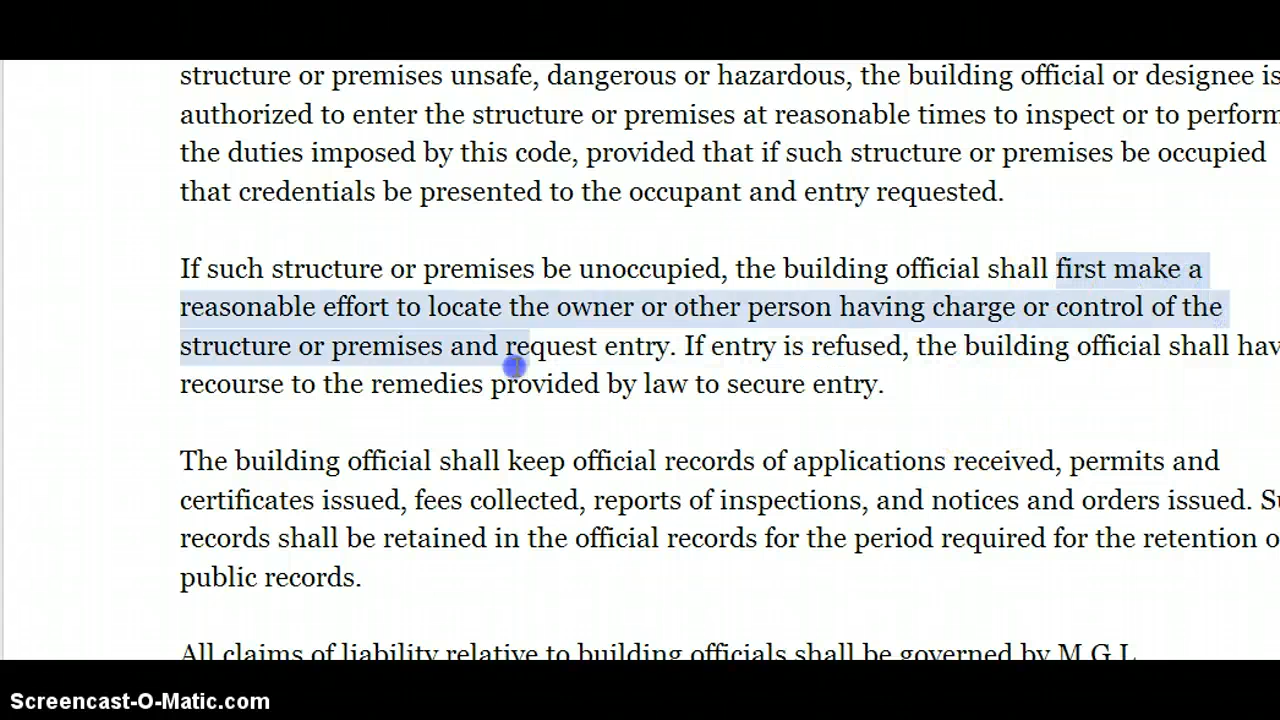 structure or premises unsafe, dangerous or hazardous, the building official or designee is
authorized to enter the structure or premises at reasonable times to inspect or to perform
the duties imposed by this code, provided that if such structure or premises be occupied
that credentials be presented to the occupant and entry requested.
If such structure or premises be unoccupied, the building official shall first make a
reasonable effort to locate the owner or other person having charge or control of the
structure or premises and request entry. If entry is refused, the building official shall hav
recourse to the remedies provided by law to secure entry.
The building official shall keep official records of applications received, permits and
certificates issued, fees collected, reports of inspections, and notices and orders issued. Su
records shall be retained in the official records for the period required for the retention o
public records.
All claims of liability relative to building officials shall be governed by M.G.L.
Screencast-O-Matic.com